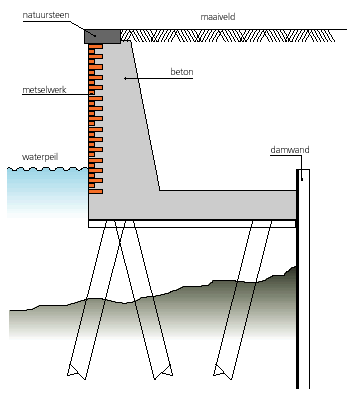 natuursteen
maaiveld
beton
metselwerk
damwand
waterpeil